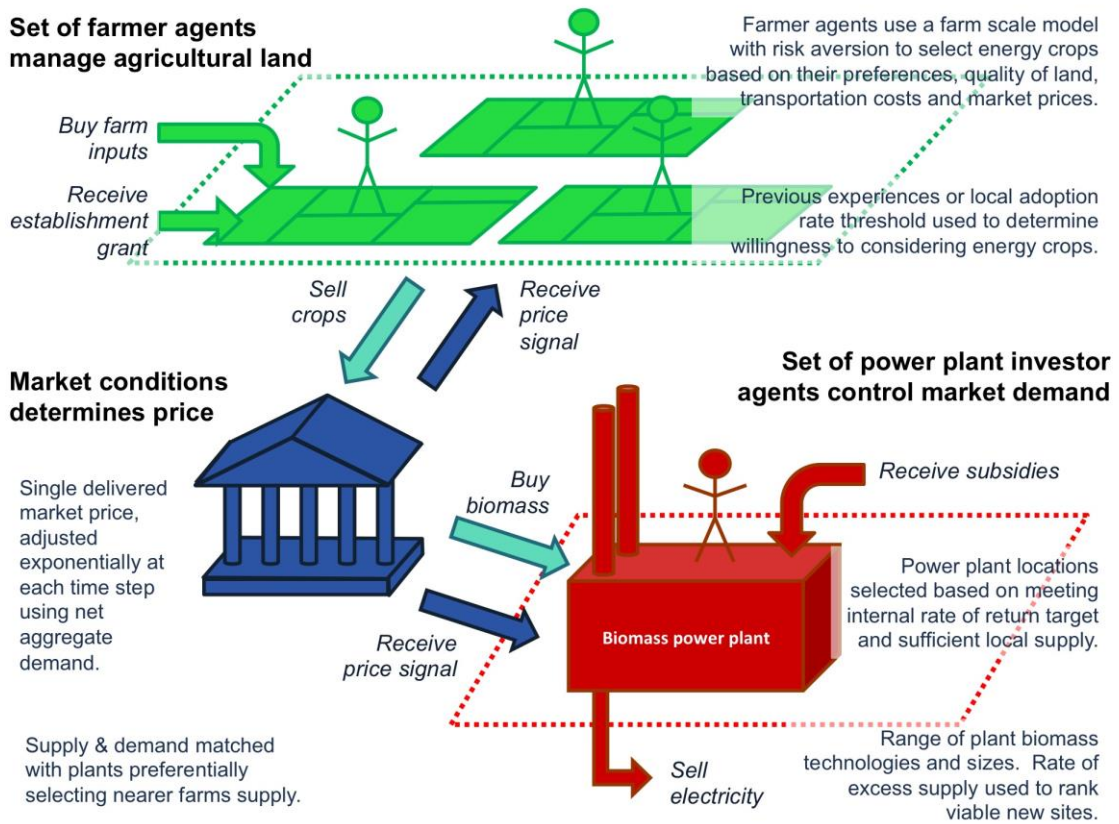 Set of farmer agents
manage agricultural land
Farmer agents use a farm scale model
with risk aversion to select energy crops
based on their preferences, quality of land,
transportation costs and market prices.
Buy farm
inputs
Receive
establishment
grant
Previous experiences or local adoption
rate threshold used to determine
willingness to considering energy crops.
Sell
crops
Receive
price
signal
Market conditions
determines price
Set of power plant investor
agents control market demand
Single delivered
market price,
adjusted
exponentially at
each time step
using net
aggregate
demand.
Buy
biomass
Receive subsidies
Receive
price signal
Biomass power plant
Power plant locations
selected based on meeting
internal rate of return target
and sufficient local supply.
Supply & demand matched
with plants preferentially
selecting nearer farms supply.
Sell
electricity
Range of plant biomass
technologies and sizes.  Rate of
excess supply used to rank
viable new sites.